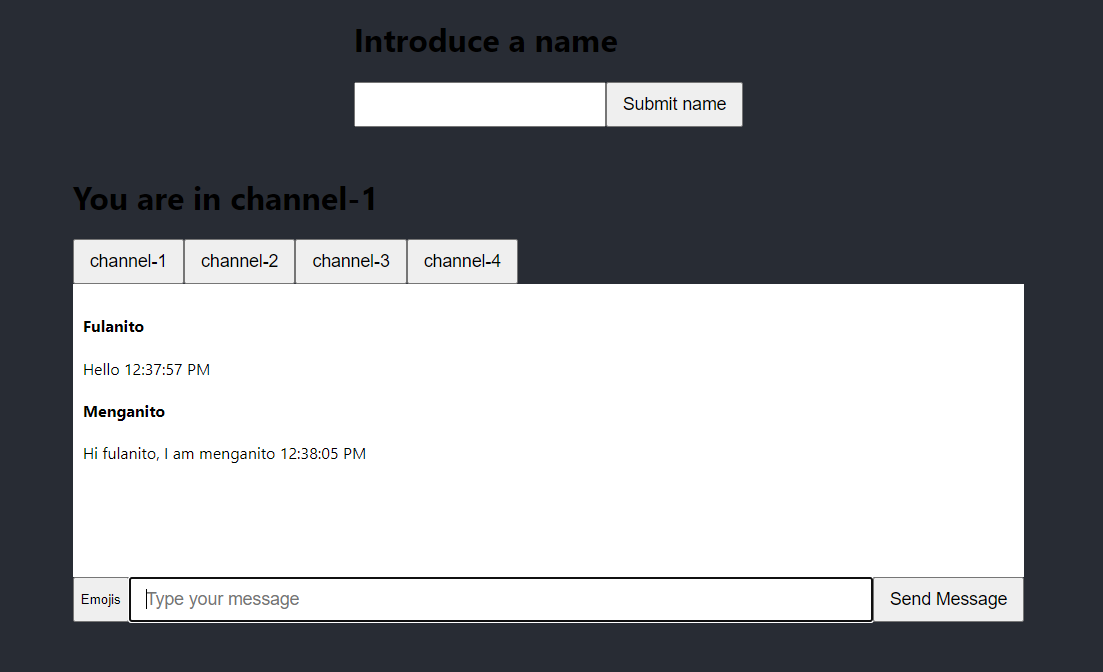 Introduce a name
Submit name
You are in channel-1
channel-1 channel-2 channel-3 channel-4
Fulanito
Hello 12:37:57 PM
Menganito
Hi fulanito, I am menganito 12:38:05 PM
Emojis Type your message Send Message